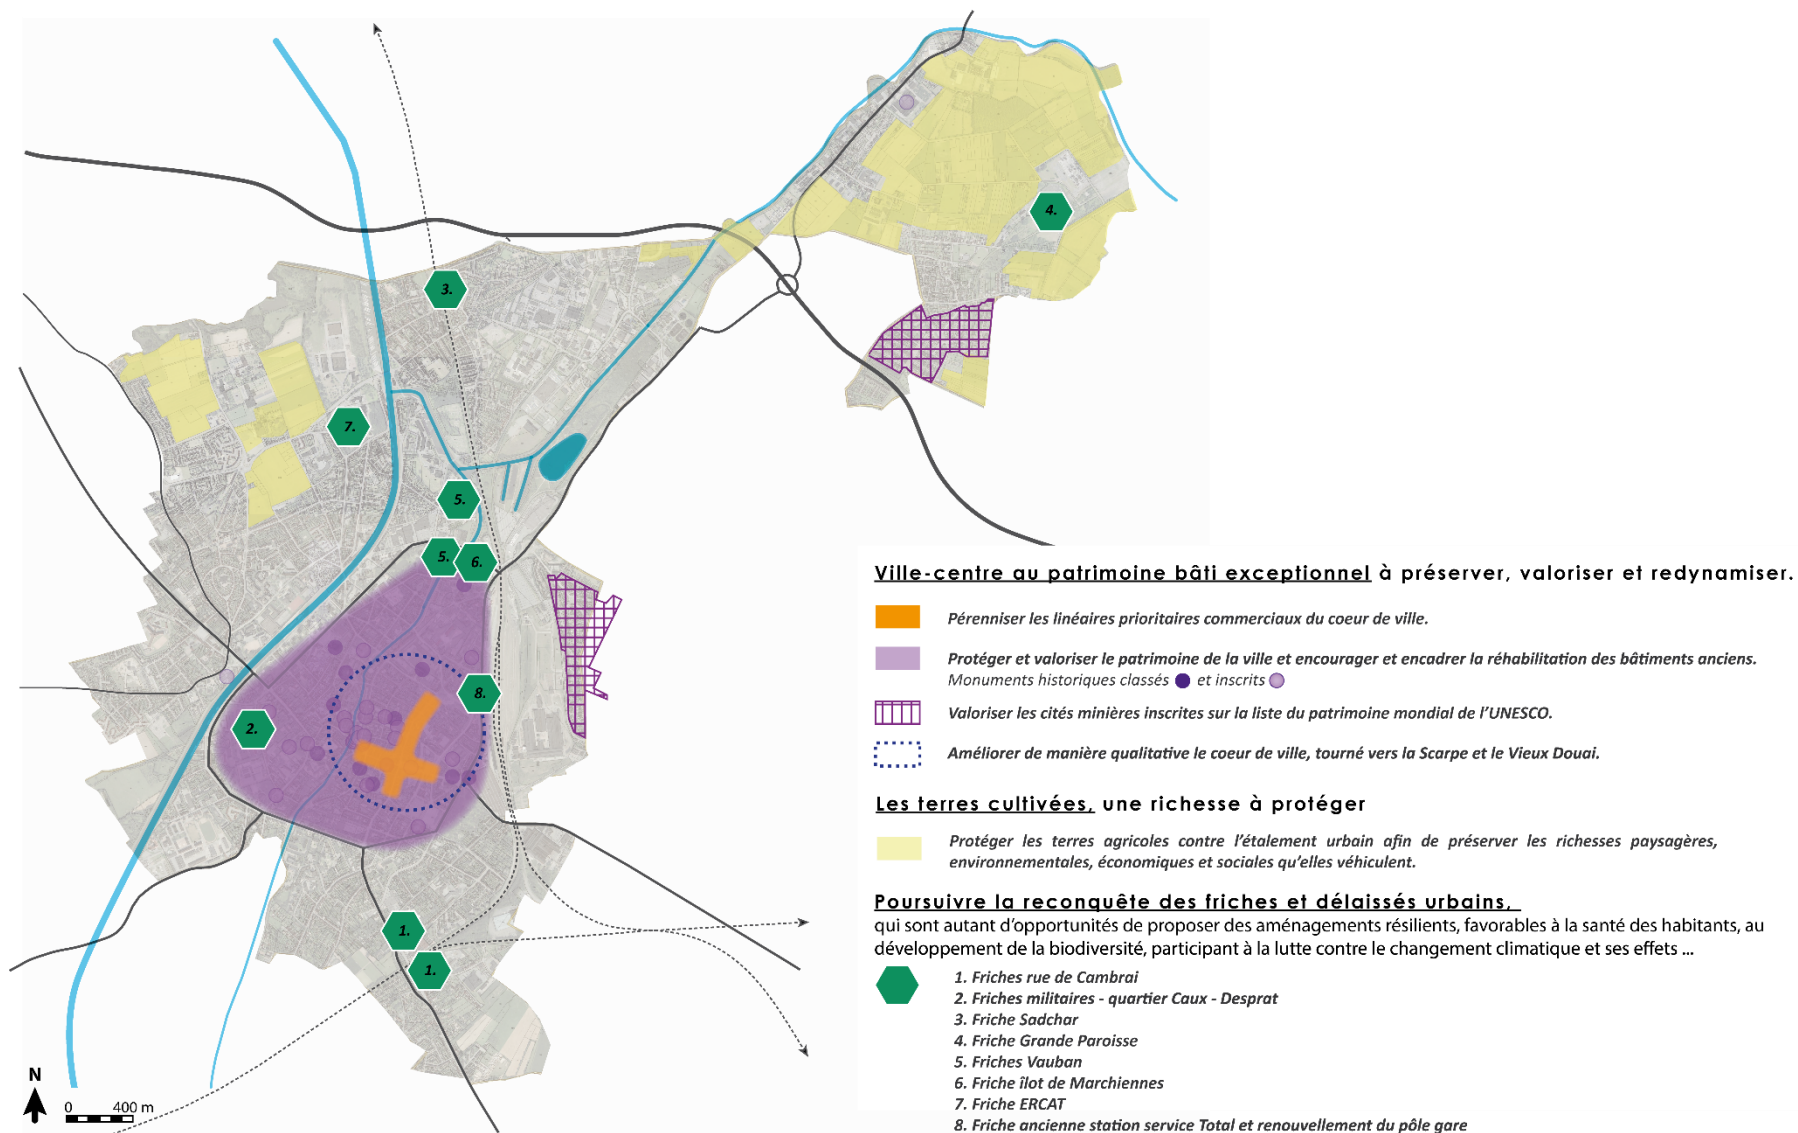 3.
4.
7.
5.
5.
6.
8.
2.
1.
1.
N
0 400 m
Ville-centre au patrimoine bâti exceptionnel à préserver, valoriser et redynamiser.
Pérenniser les linéaires prioritaires commerciaux du coeur de ville.
Protéger et valoriser le patrimoine de la ville et encourager et encadrer la réhabilitation des bâtiments anciens.
Monuments historiques classés et inscrits
Valoriser les cités minières inscrites sur la liste du patrimoine mondial de l'UNESCO.
Améliorer de manière qualitative le coeur de ville, tourné vers la Scarpe et le Vieux Douai.
Les terres cultivées, une richesse à protéger
Protéger les terres agricoles contre l'étalement urbain afin de préserver les richesses paysagères,
environnementales, économiques et sociales qu'elles véhiculent.
Poursuivre la reconquête des friches et délaissés urbains,
qui sont autant d'opportunités de proposer des aménagements résilients, favorables à la santé des habitants, au
développement de la biodiversité, participant à la lutte contre le changement climatique et ses effets ...
1. Friches rue de Cambrai
2. Friches militaires - quartier Caux - Desprat
3. Friche Sadchar
4. Friche Grande Paroisse
5. Friches Vauban
6. Friche îlot de Marchiennes
7. Friche ERCAT
8. Friche ancienne station service Total et renouvellement du pôle gare